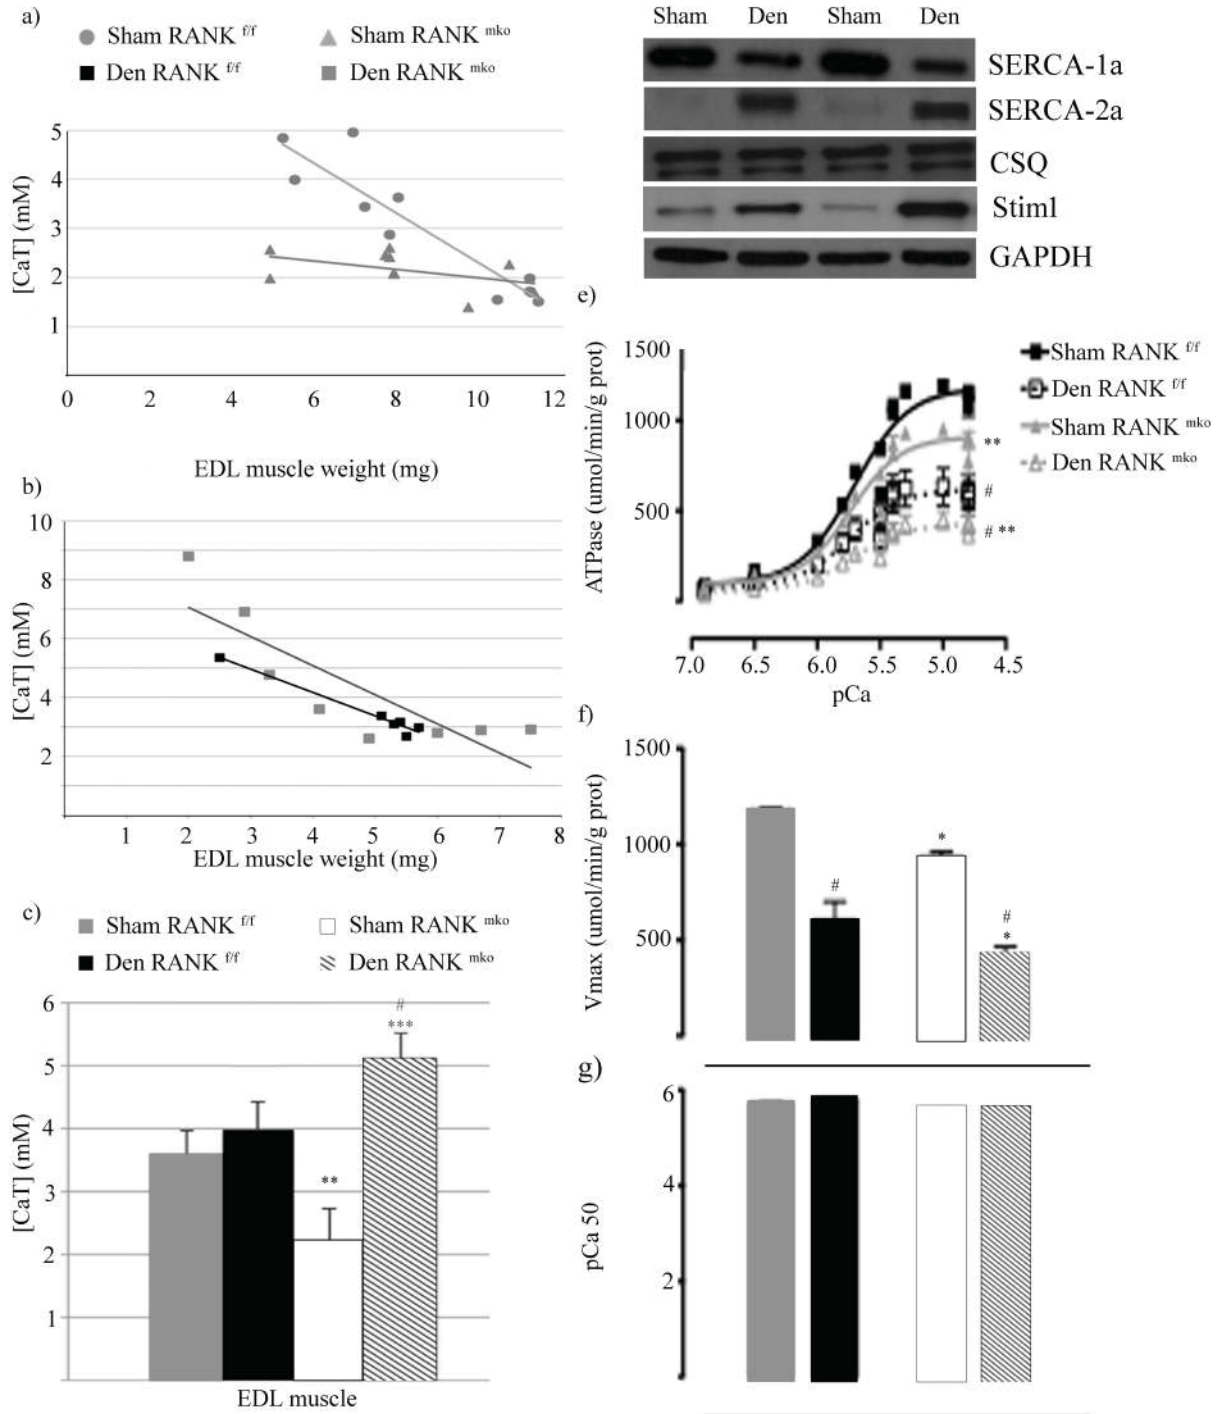 a)
Sham RANK f/f
Sham RANK mko
Den RANK f/f
Den RANK mko
5
4
3
2
1
[CaT] (mM)
0 2 4 6 8 10 12
EDL muscle weight (mg)
b)
10
8
6
4
2
[CaT] (mM)
1 2 3 4 5 6 7 8
EDL muscle weight (mg)
c)
Sham RANK f/f
Sham RANK mko
Den RANK f/f
Den RANK mko
6
5
4
3
2
1
[CaT] (mM)
**
#
***
EDL muscle
Sham Den Sham Den
SERCA-1a
SERCA-2a
CSQ
Stim1
GAPDH
e)
1500
1000
500
ATPase (umol/min/g prot)
Sham RANK f/f
Den RANK f/f
Sham RANK mko
Den RANK mko
**
#
# **
7.0 6.5 6.0 5.5 5.0 4.5
pCa
f)
1500
1000
500
Vmax (umol/min/g prot)
#
*
#
*
g)
6
4
2
pCa 50